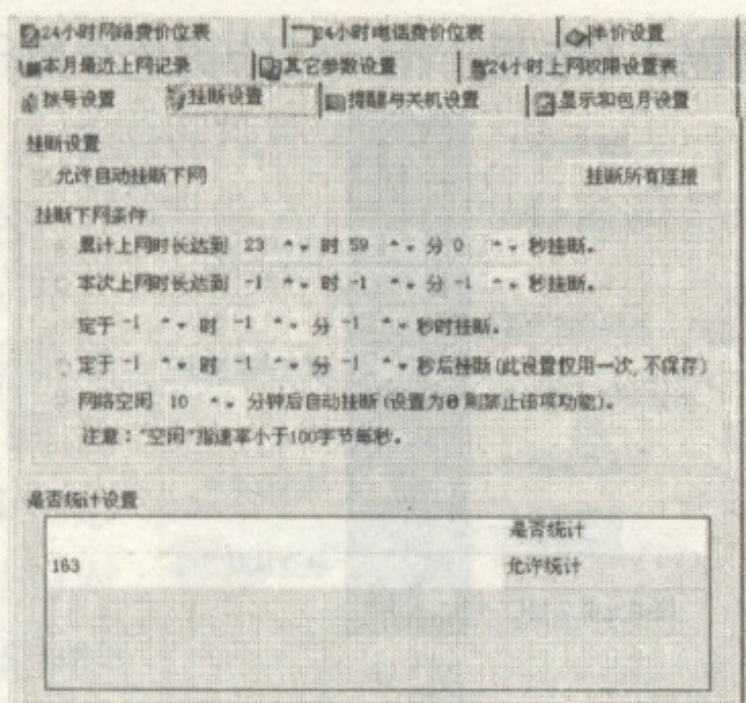 24小时网络费价位表 24小时电话费价位表 半价设置
本月最近上网记录 其它参数设置 24小时上网权限设置表
拨号设置 挂断设置 提醒与关机设置 显示和包月设置
挂断设置
允许自动挂断下网 挂断所有连接
挂断下网条件
累计上网时长达到 23 时 59 分 0 秒挂断。
本次上网时长达到 -1 时 -1 分 -1 秒挂断。
定于 -1 时 -1 分 -1 秒时挂断。
定于 -1 时 -1 分 -1 秒后挂断(此设置仅用一次,不保存)
网络空闲 10 分钟后自动挂断(设置为0则禁止该项功能)。
注意:"空闲"指速率小于100字节每秒。
是否统计设置
是否统计
163 允许统计